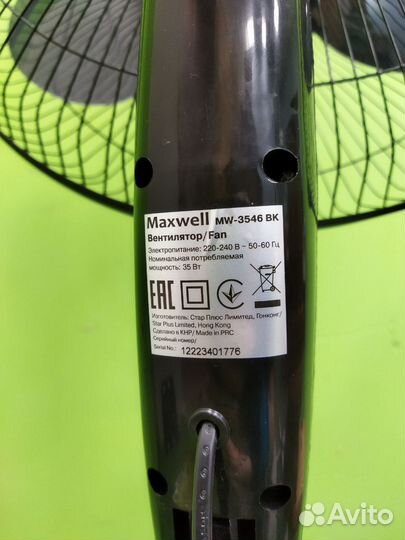 Maxwell MW-3546 BK
Вентилятор/Fan
Электропитание: 220-240 В ~ 50-60 Гц
Номинальная потребляемая
мощность: 35 Вт
EAC
Изготовитель: Стар Плюс Лимитед, Гонконг/
Star Plus Limited, Hong Kong
Сделано в КНР/ Made in PRC
Серийный номер/
Serial No.: 12223401776
Avito